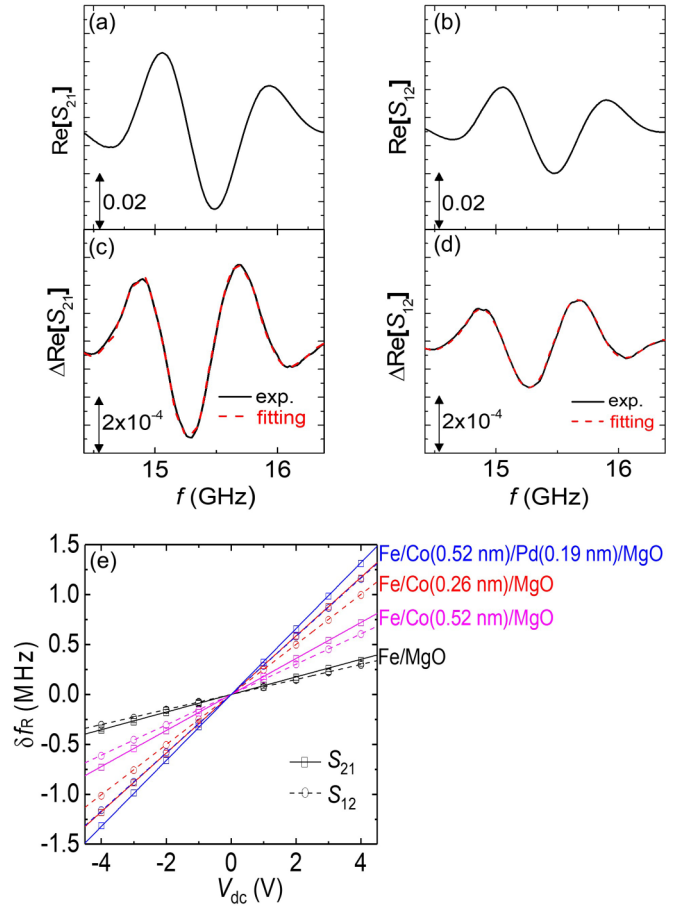 (a)
Re[S21]
0.02
(b)
Re[S12]
0.02
(c)
ΔRe[S21]
2x10-4
exp.
fitting
15
16
f (GHz)
(d)
ΔRe[S12]
2x10-4
exp.
fitting
15
16
f (GHz)
(e)
δfR (MHz)
1.5
1.0
0.5
0.0
-0.5
-1.0
-1.5
Fe/Co(0.52 nm)/Pd(0.19 nm)/MgO
Fe/Co(0.26 nm)/MgO
Fe/Co(0.52 nm)/MgO
Fe/MgO
S21
S12
-4
-2
0
2
4
Vdc (V)